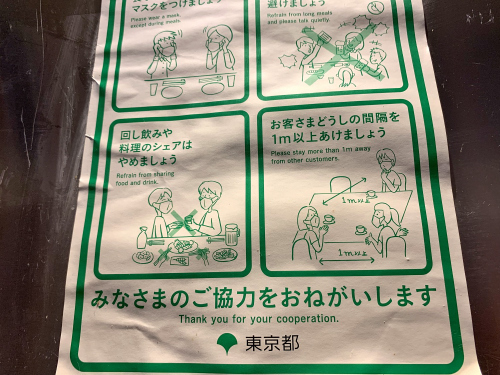 マスクをつけましょう
Please wear a mask,
except during meals.
避けましょう
Refrain from long meals
and please talk quietly.
回し飲みや
料理のシェアは
やめましょう
Refrain from sharing
food and drink.
お客さまどうしの間隔を
1m以上あけましょう
Please stay more than 1m away
from other customers.
1m以上
1m以上
みなさまのご協力をおねがいします
Thank you for your cooperation.
東京都